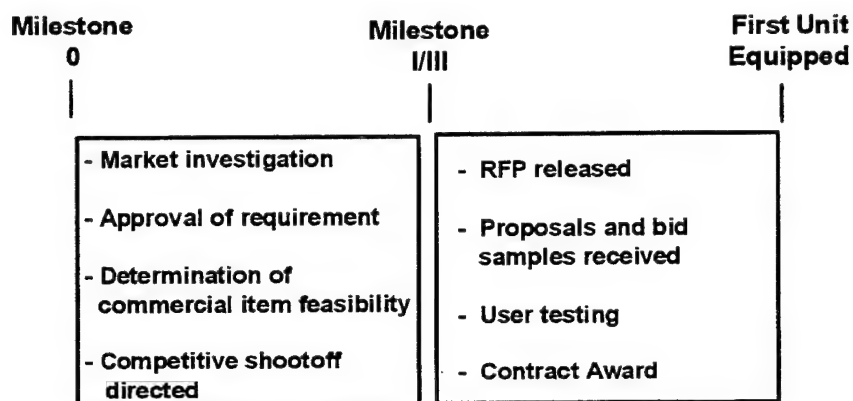 Milestone
0
Milestone
I/III
First Unit
Equipped
- Market investigation
- Approval of requirement
- Determination of
commercial item feasibility
- Competitive shootoff
directed
- RFP released
- Proposals and bid
samples received
- User testing
- Contract Award